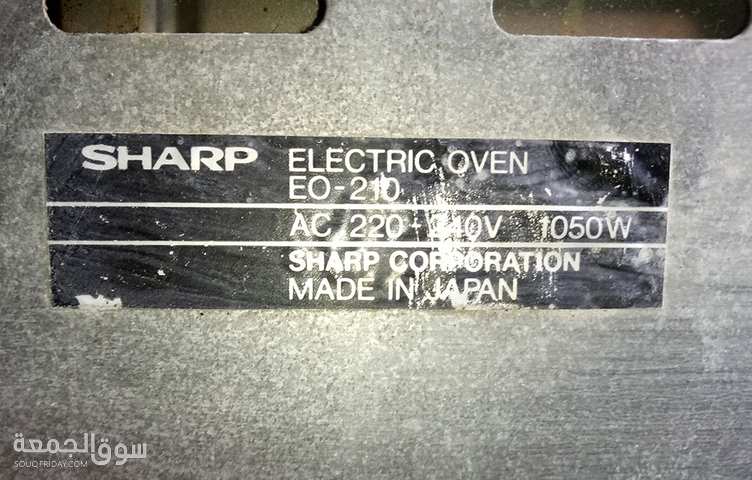 SHARP ELECTRIC OVEN
EO-210
AC 220-240V 1050W
SHARP CORPORATION
MADE IN JAPAN
سوق الجمعة
SOUQFRIDAY.COM